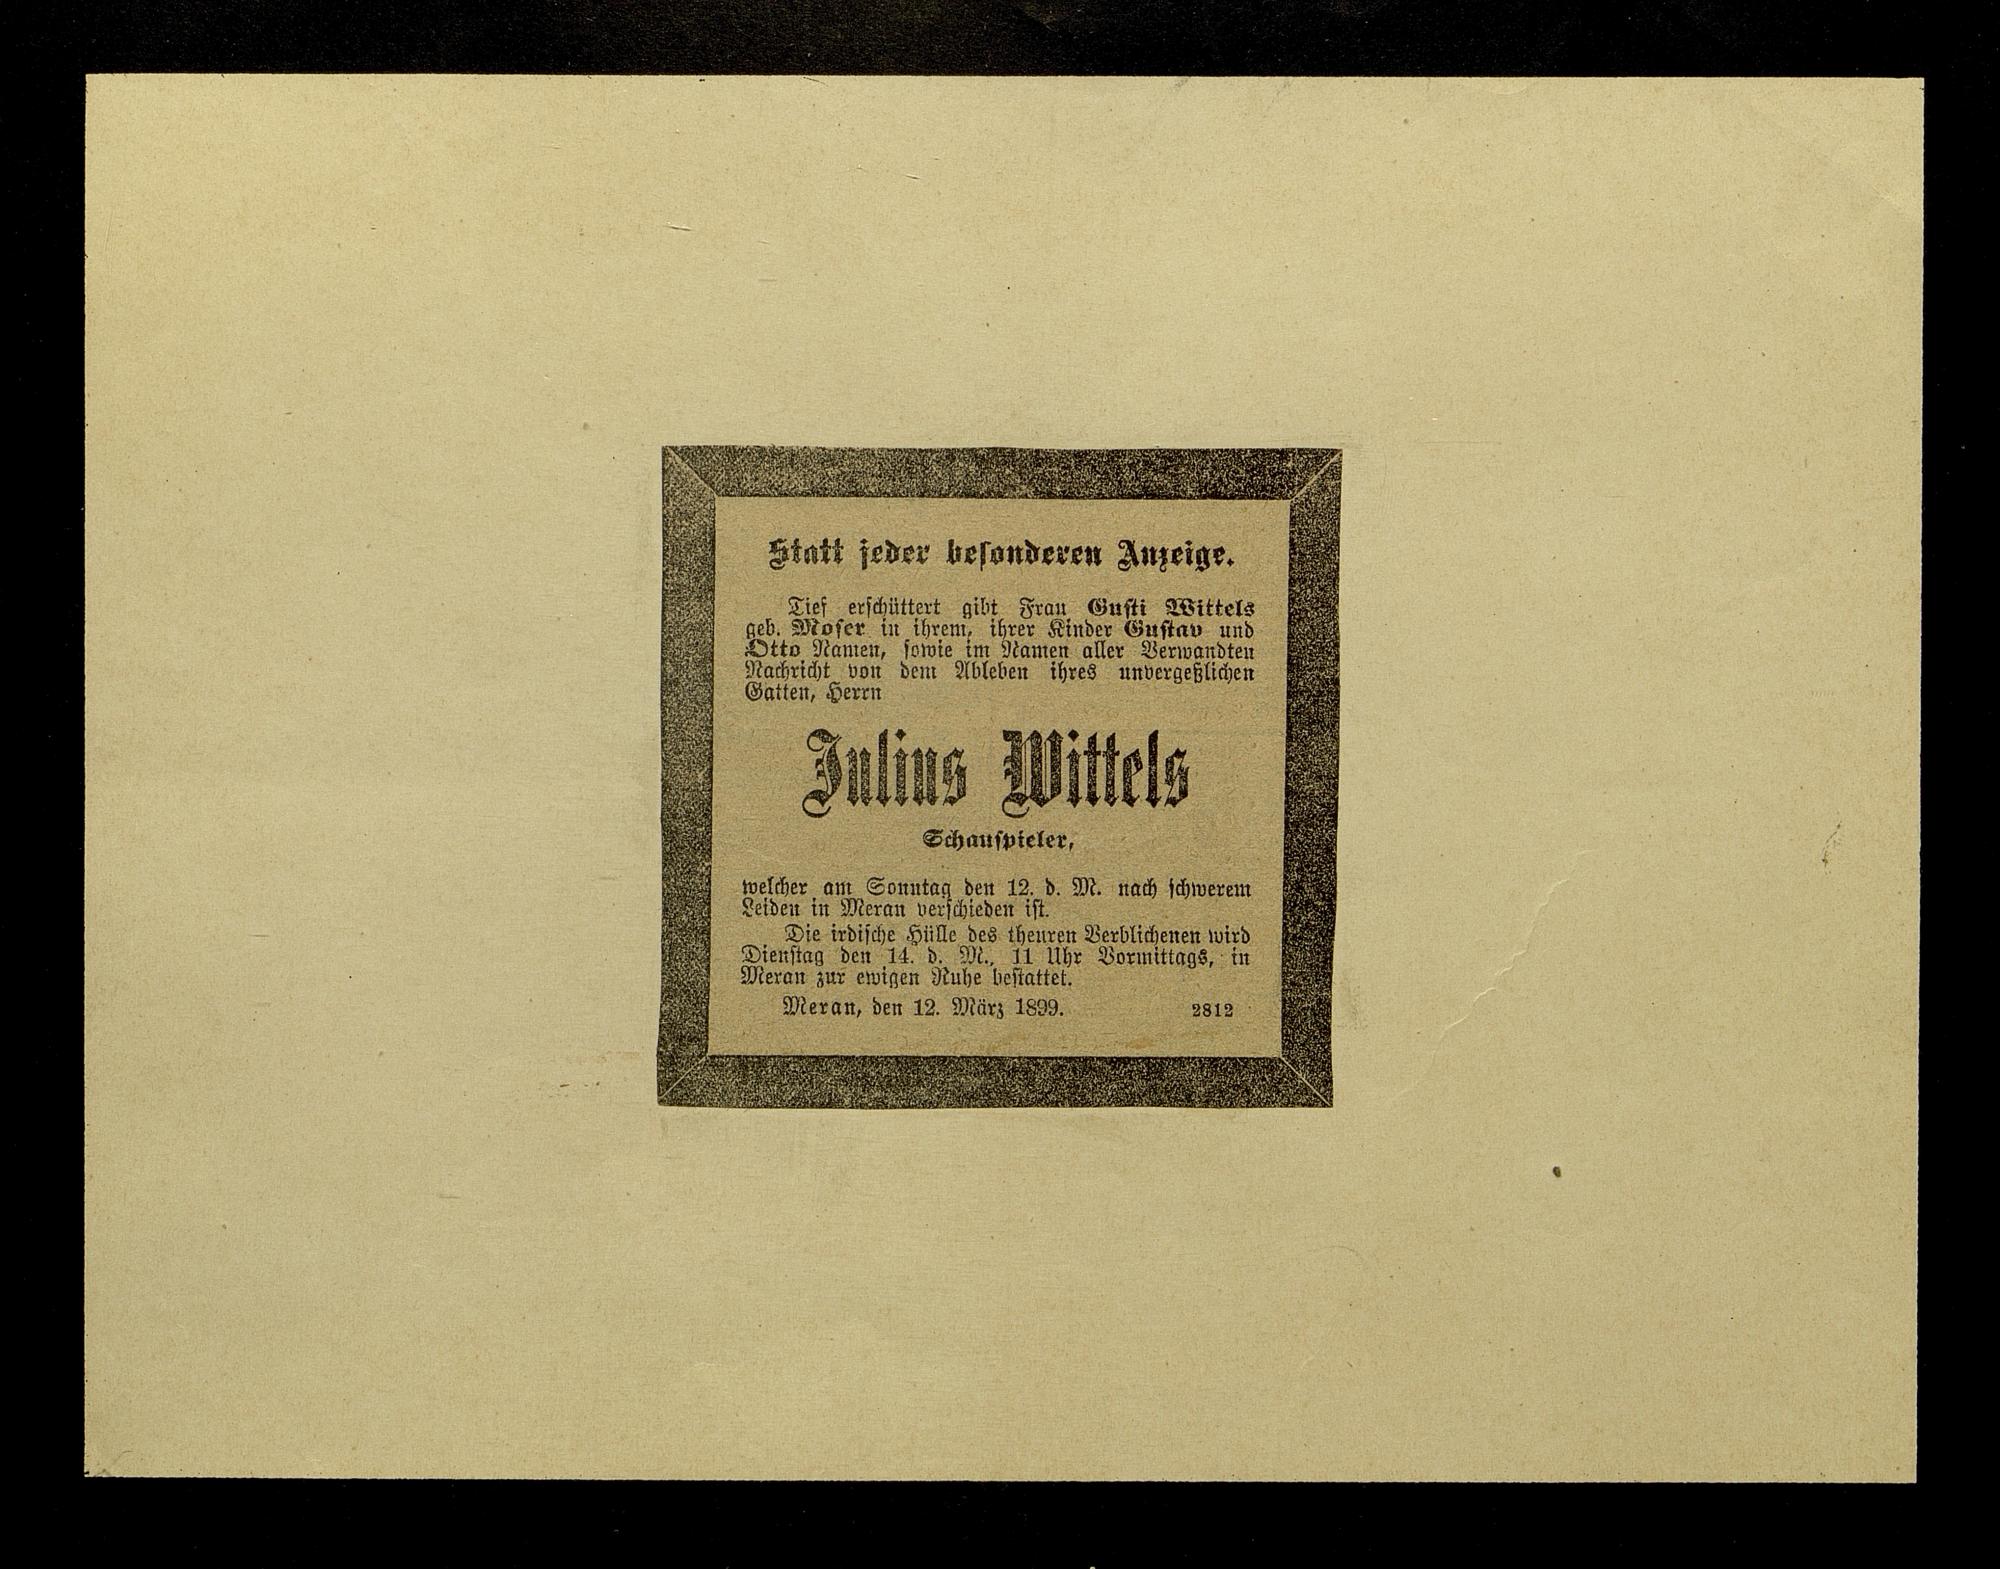 Statt jeder besonderen Anzeige.
Tief erschüttert gibt Frau Gusti Wittels
geb. Moser in ihrem, ihrer Kinder Gustav und
Otto Namen, sowie im Namen aller Verwandten
Nachricht von dem Ableben ihres unvergeßlichen
Gatten, Herrn
Julius Wittels
Schauspieler,
welcher am Sonntag den 12. d. M. nach schwerem
Leiden in Meran verschieden ist.
Die irdische Hülle des theuren Verblichenen wird
Dienstag den 14. d. M., 11 Uhr Vormittags, in
Meran zur ewigen Ruhe bestattet.
Meran, den 12. März 1899. 2812